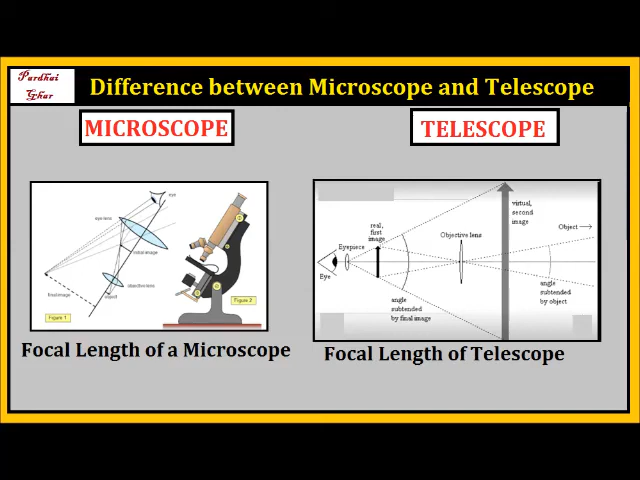 Pardhai
Ghar
Difference between Microscope and Telescope
MICROSCOPE
TELESCOPE
eye
eye lens
initial image
objective lens
object
final image
Figure 1
Figure 2
virtual,
second
image
real,
first
image
Object
Objective lens
Eyepiece
Eye
angle
subtended
by final image
angle
subtended
by object
Focal Length of a Microscope
Focal Length of Telescope